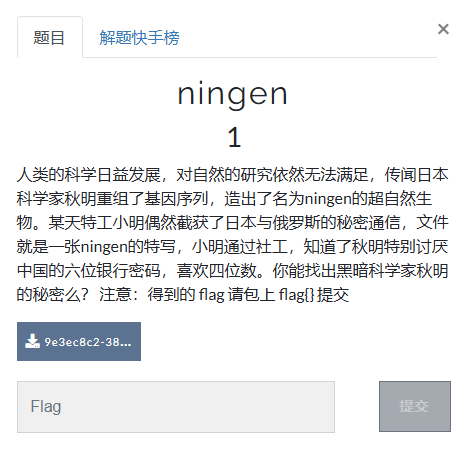 ×
题目 解题快手榜
ningen
1
人类的科学日益发展，对自然的研究依然无法满足，传闻日本
科学家秋明重组了基因序列，造出了名为ningen的超自然生
物。某天特工小明偶然截获了日本与俄罗斯的秘密通信，文件
就是一张ningen的特写，小明通过社工，知道了秋明特别讨厌
中国的六位银行密码，喜欢四位数。你能找出黑暗科学家秋明
的秘密么？ 注意：得到的 flag 请包上 flag{} 提交
9e3ec8c2-38...
Flag 提交